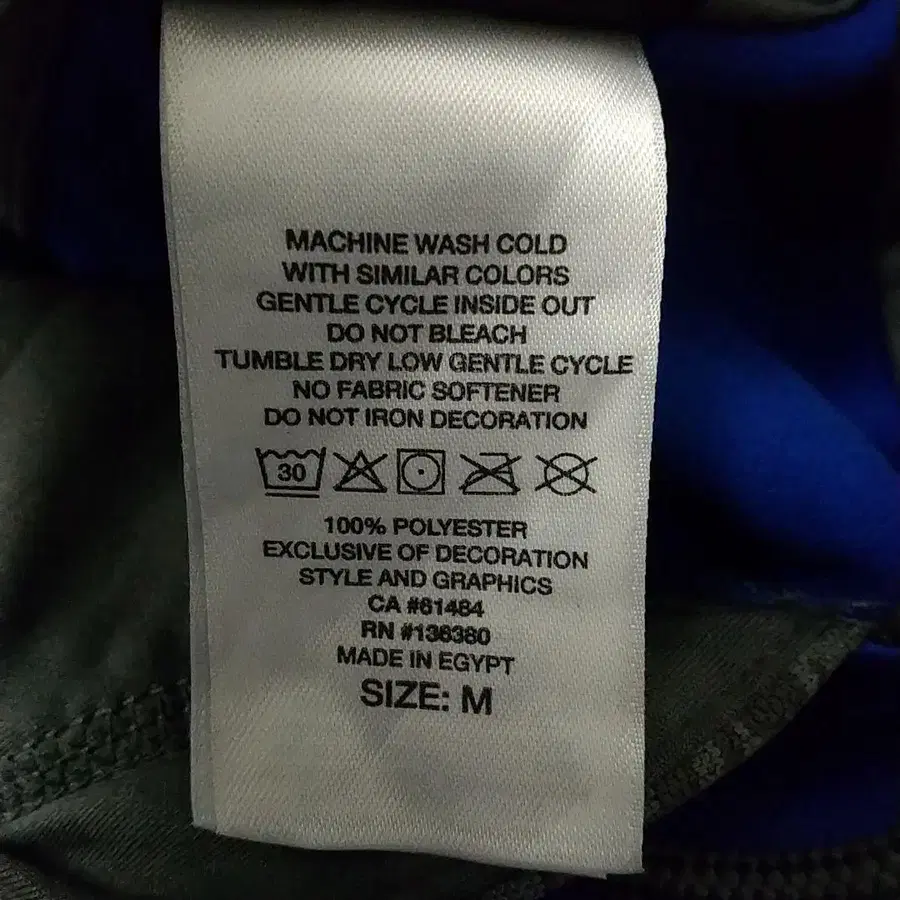 MACHINE WASH COLD
WITH SIMILAR COLORS
GENTLE CYCLE INSIDE OUT
DO NOT BLEACH
TUMBLE DRY LOW GENTLE CYCLE
NO FABRIC SOFTENER
DO NOT IRON DECORATION
30
100% POLYESTER
EXCLUSIVE OF DECORATION
STYLE AND GRAPHICS
CA #61484
RN #136380
MADE IN EGYPT
SIZE: M